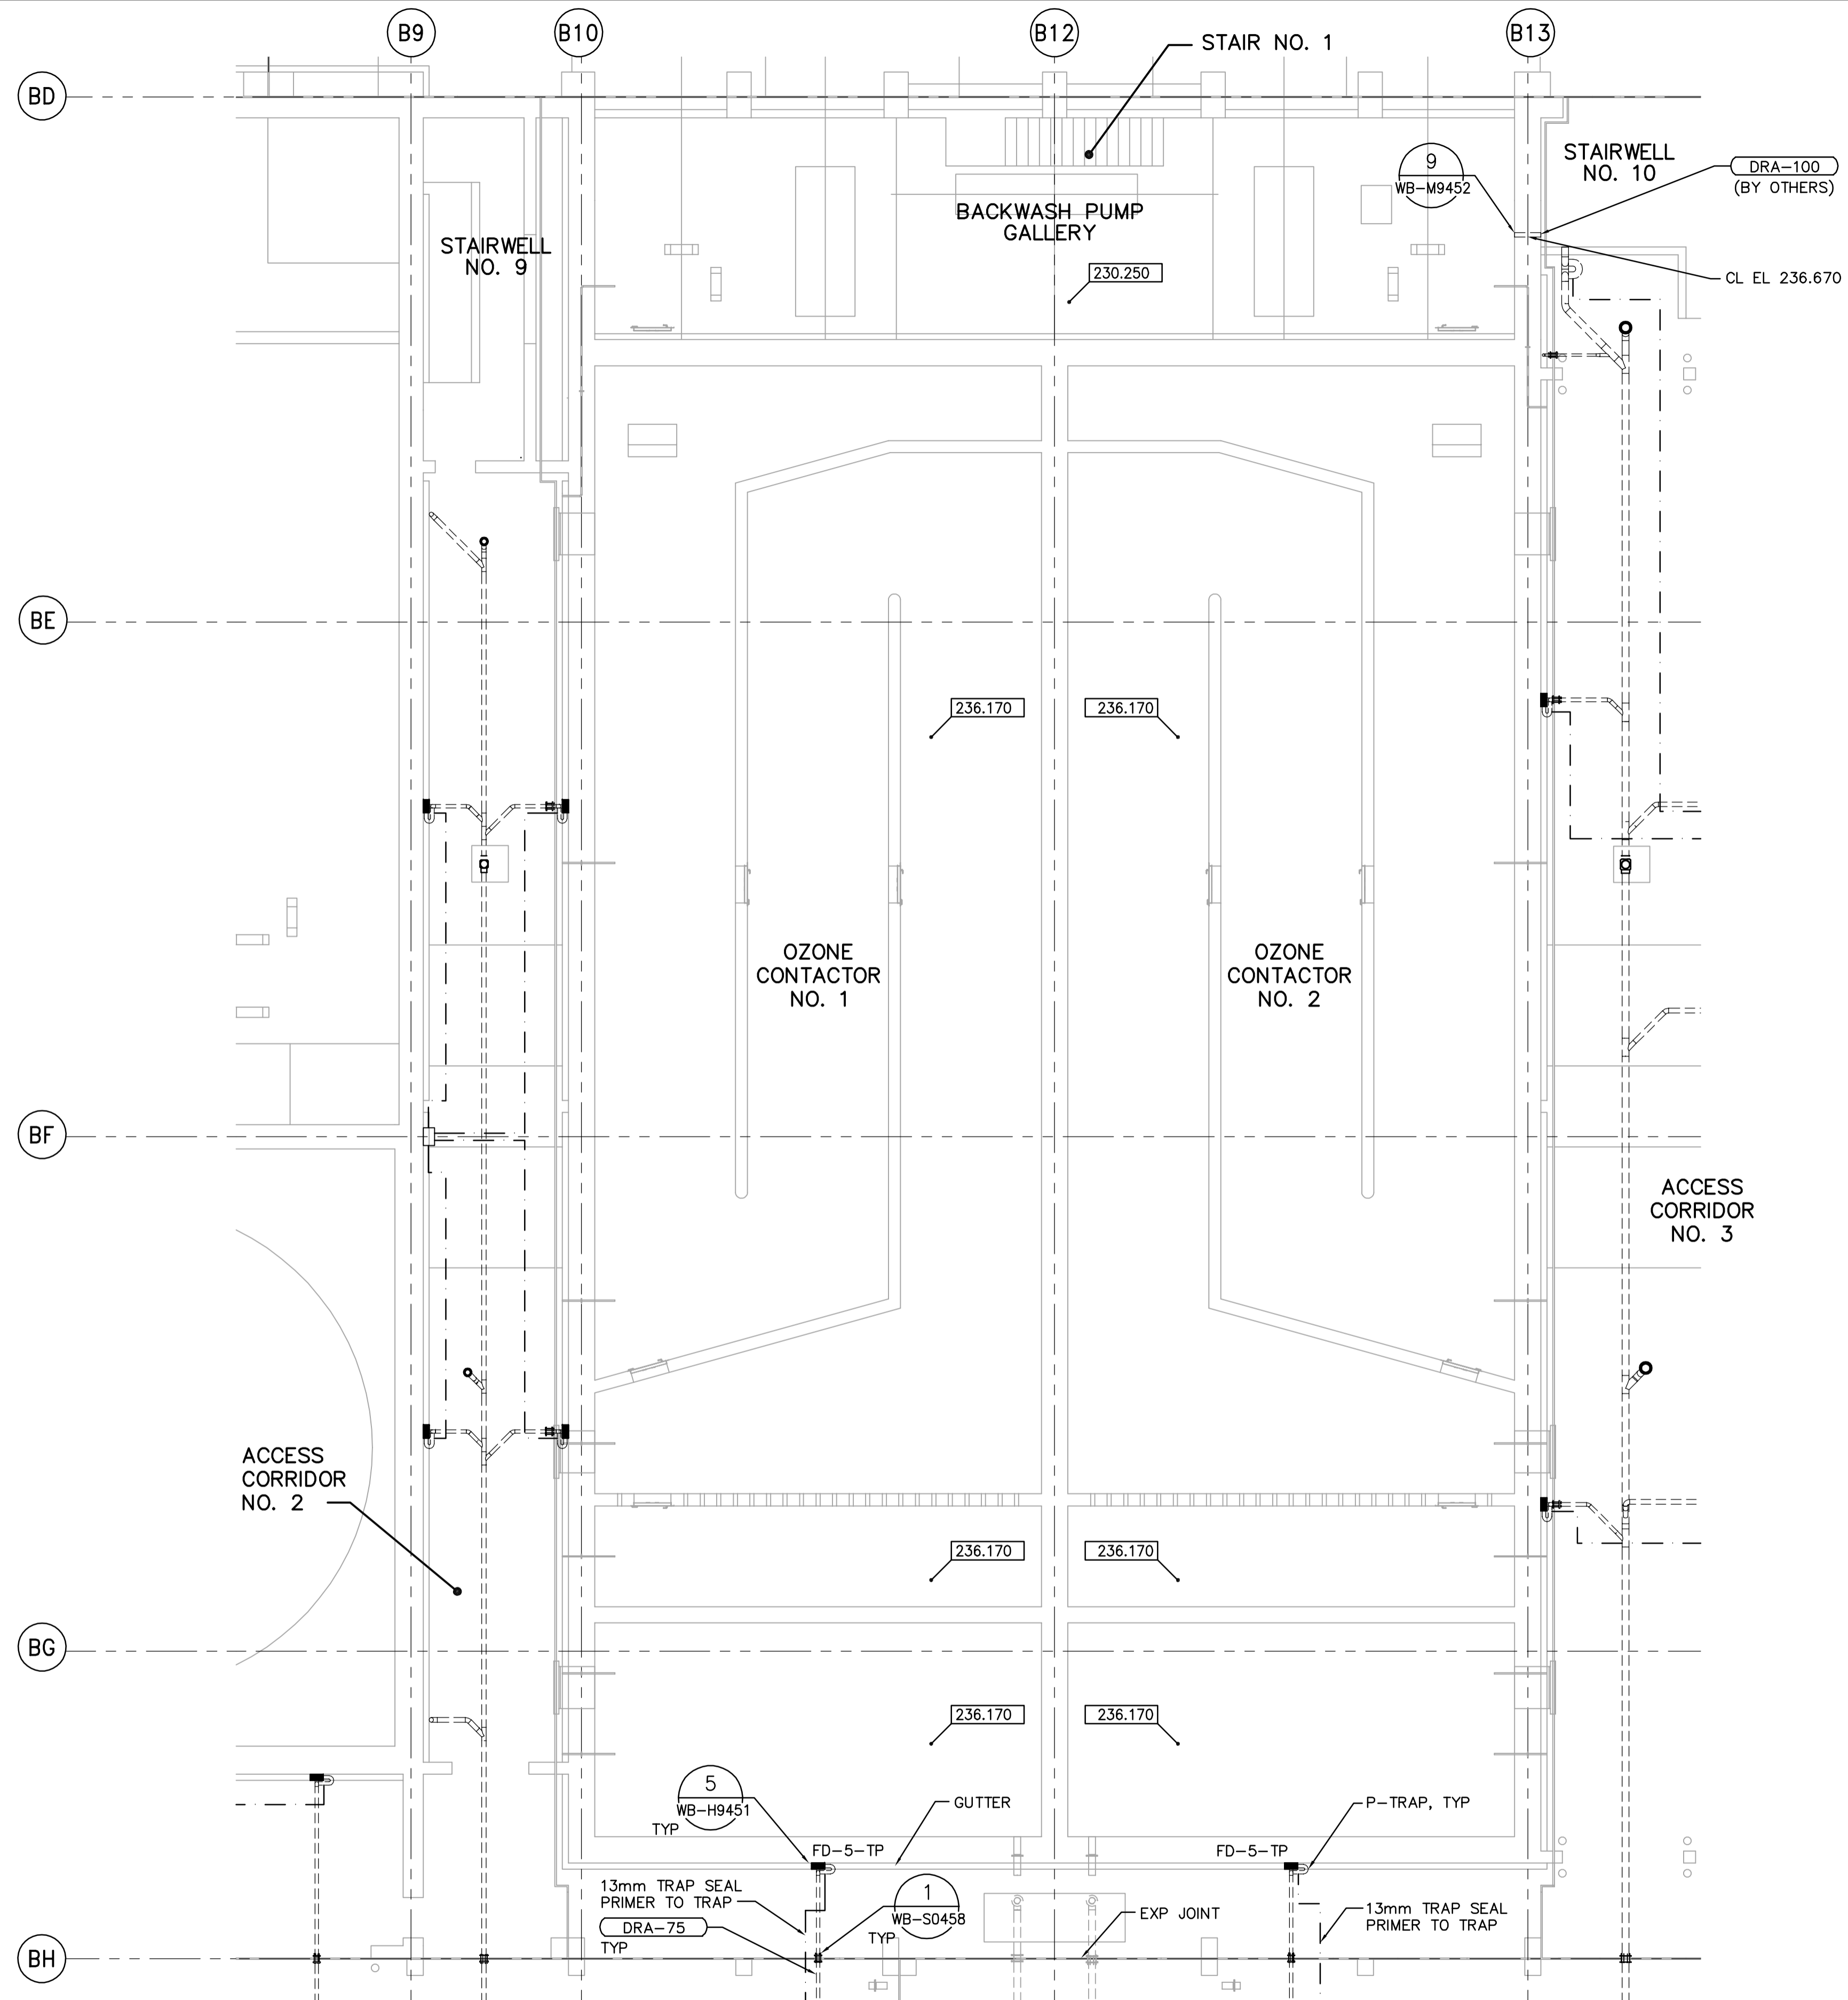 B9
B10
B12
B13
STAIR NO. 1
BD
9
WB-M9452
STAIRWELL
NO. 10
DRA-100
(BY OTHERS)
BACKWASH PUMP
GALLERY
STAIRWELL
NO. 9
230.250
CL EL 236.670
BE
236.170
236.170
OZONE
CONTACTOR
NO. 1
OZONE
CONTACTOR
NO. 2
BF
ACCESS
CORRIDOR
NO. 3
ACCESS
CORRIDOR
NO. 2
236.170
236.170
BG
236.170
236.170
5
WB-H9451
TYP
GUTTER
P-TRAP, TYP
FD-5-TP
FD-5-TP
13mm TRAP SEAL
PRIMER TO TRAP
DRA-75
TYP
1
WB-S0458
TYP
EXP JOINT
13mm TRAP SEAL
PRIMER TO TRAP
BH